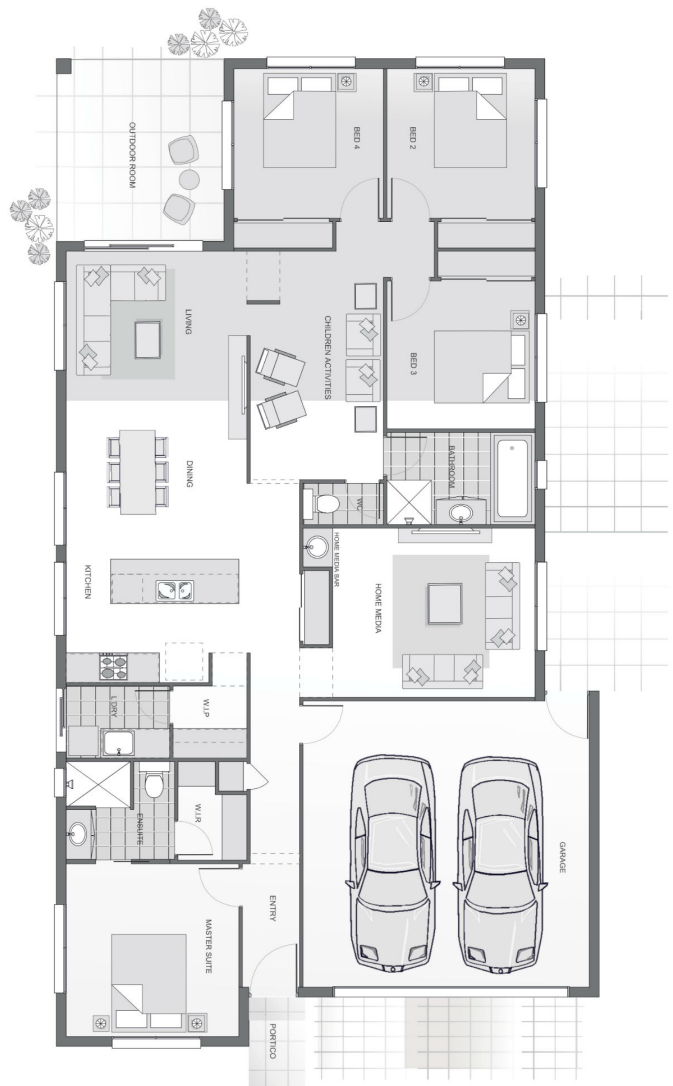 OUTDOOR ROOM
BED 4
BED 2
LIVING
CHILDREN ACTIVITIES
BED 3
DINING
BATHROOM
WC
KITCHEN
HOME MEDIA BAR
HOME MEDIA
L'DRY
W.I.P
ENSUITE
W.I.R
GARAGE
ENTRY
MASTER SUITE
PORTICO